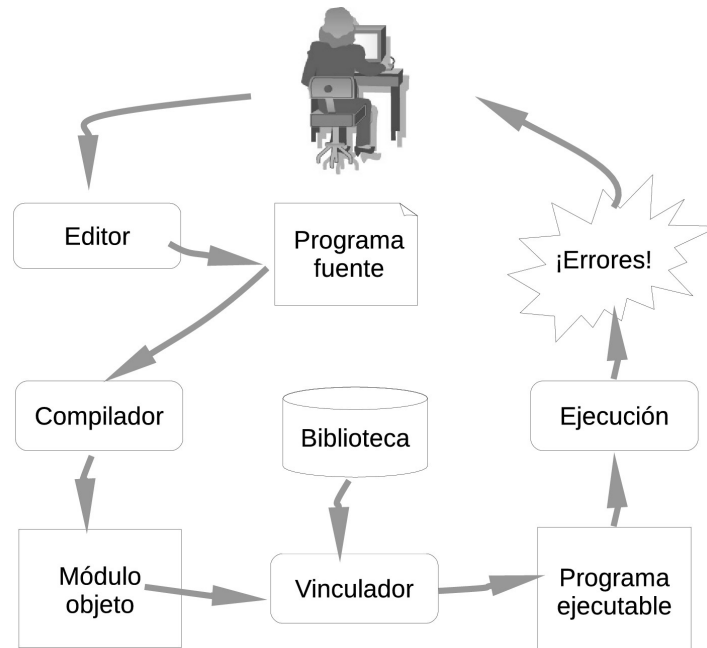 Editor
Programa
fuente
¡Errores!
Compilador
Biblioteca
Ejecución
Módulo
objeto
Vinculador
Programa
ejecutable